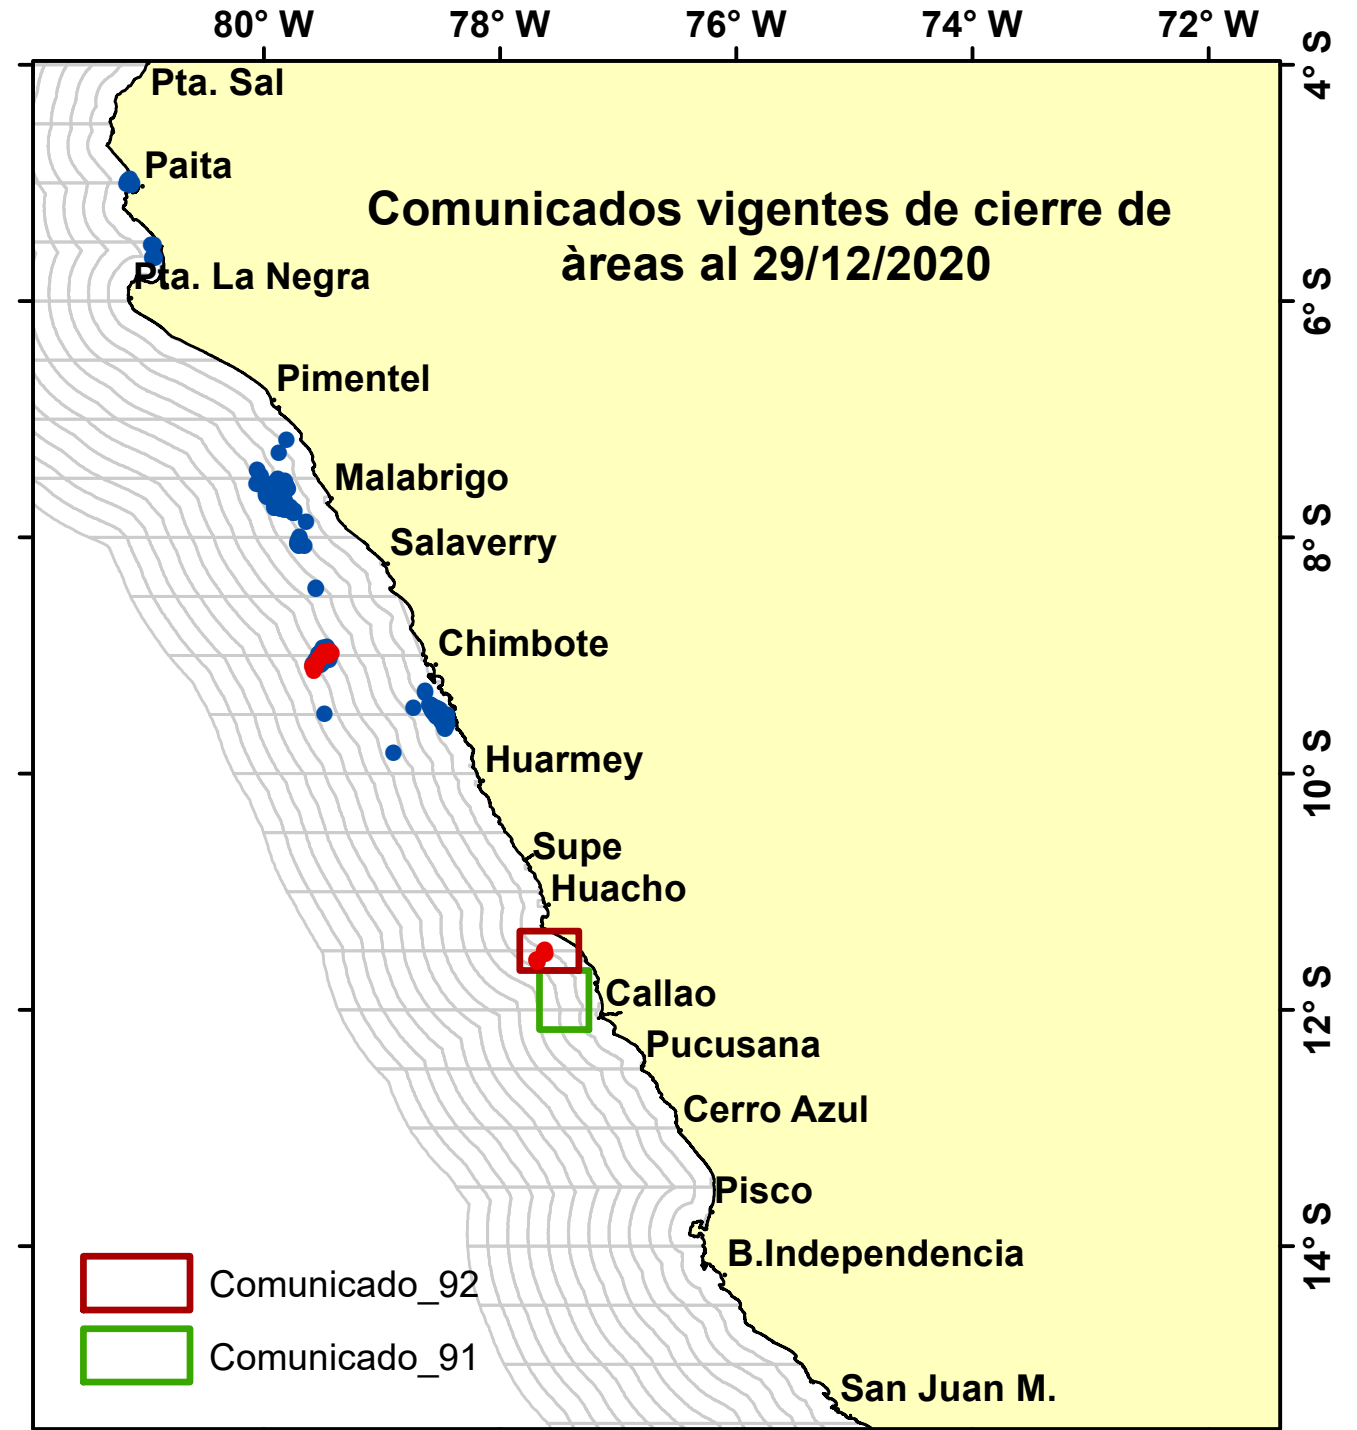 80° W 78° W 76° W 74° W 72° W
4° S
Pta. Sal
Paita
Comunicados vigentes de cierre de
àreas al 29/12/2020
Pta. La Negra
6° S
Pimentel
Malabrigo
Salaverry
8° S
Chimbote
Huarmey
10° S
Supe
Huacho
Callao
12° S
Pucusana
Cerro Azul
Pisco
B.Independencia
14° S
Comunicado_92
Comunicado_91
San Juan M.